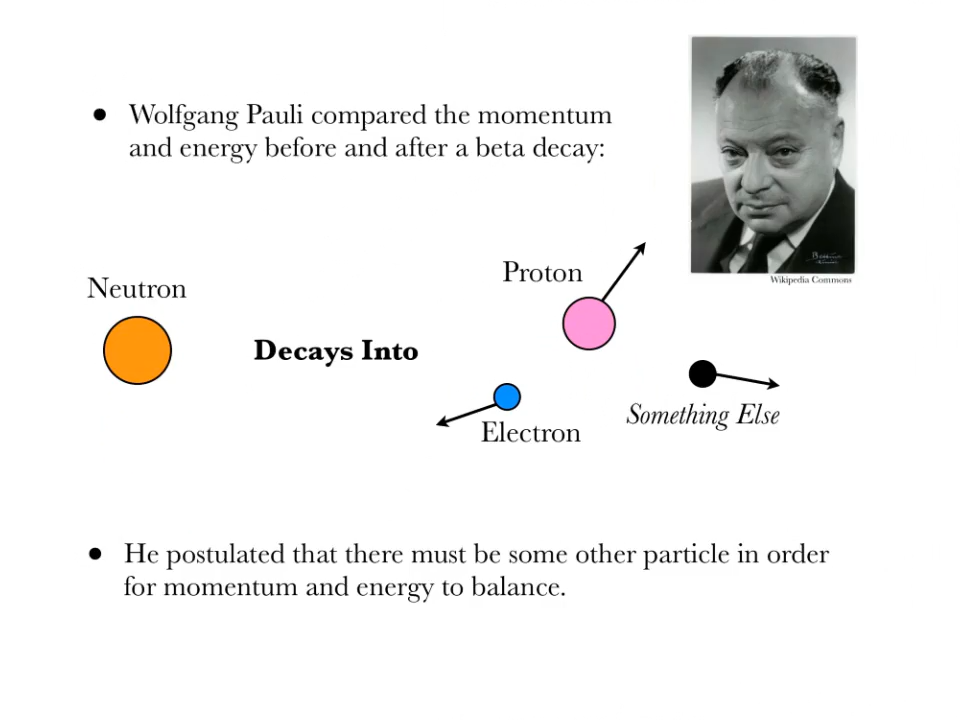 ● Wolfgang Pauli compared the momentum
and energy before and after a beta decay:
Wikipedia Commons
Proton
Neutron
Decays Into
Something Else
Electron
● He postulated that there must be some other particle in order
for momentum and energy to balance.